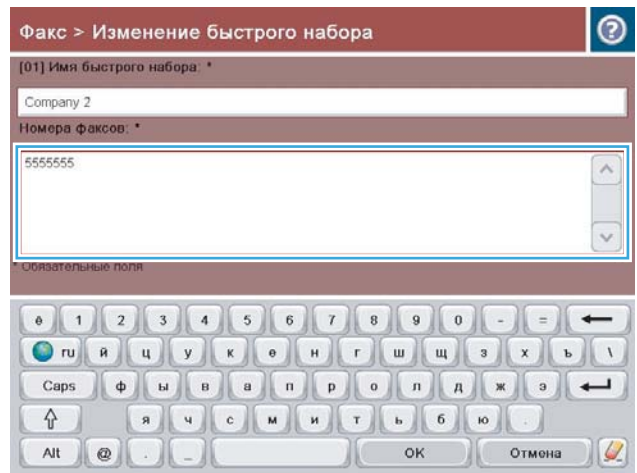 Факс > Изменение быстрого набора
?
[01] Имя быстрого набора: *
Company 2
Номера факсов: *
5555555
* Обязательные поля
ё 1 2 3 4 5 6 7 8 9 0 - =
ru й ц у к е н г ш щ з х ъ \
Caps ф ы в а п р о л д ж э
я ч с м и т ь б ю .
Alt @ . _ OK Отмена